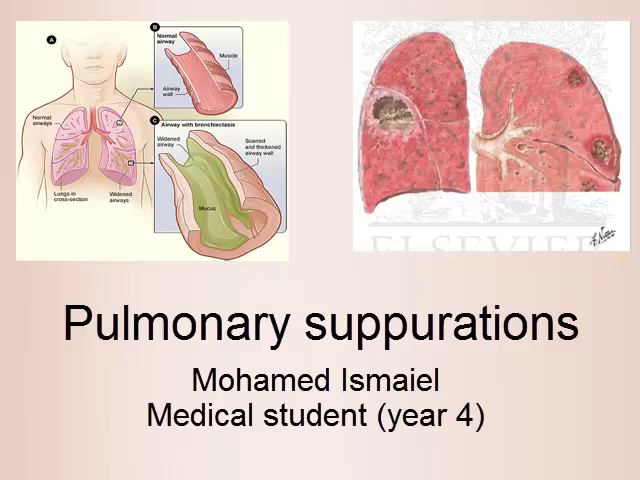 A
Normal
airways
Lungs in
cross-section
Widened
airways
B
Normal
airway
Muscle
Airway
wall
C
Airway with bronchiectasis
Widened
airway
Scarred
and thickened
airway wall
Mucus
ELSEVIER
Pulmonary suppurations
Mohamed Ismaiel
Medical student (year 4)